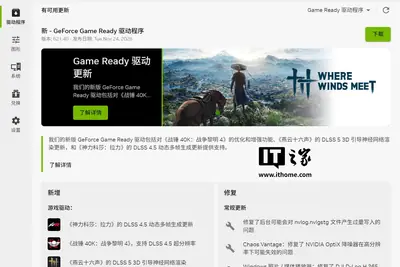 驱动程序
图形
系统
兑换
设置
有可用更新
Game Ready 驱动程序
新 - GeForce Game Ready 驱动程序
下载
Game Ready 驱动
更新
我们的新版 GeForce Game Ready
驱动包括对《战锤 40K:
了解详情
WHERE
WINDS MEET
我们的新版 GeForce Game Ready 驱动包括对《战锤 40K:战争黎明 4》的优化和增强功能,《燕云十六声》的 DLSS 5 3D 引导神经网络渲
染更新,和《神力科莎:拉力》的 DLSS 4.5 动态多帧生成更新提供支持。
了解详情
IT之家
www.ithome.com
新增
游戏驱动:
《神力科莎:拉力》的 DLSS 4.5 动态多帧生成更新
《战锤 40K:战争黎明 4》,支持 DLSS 4.5 超分辨率
《燕云十六声》的 DLSS 5 3D 引导神经网络渲染
修复
常规修复:
修复了后台可能会对 nvlog.nvlgstg 文件产生过量写入的
问题
Chaos Vantage:修复了 NVIDIA OptiX 降噪器在高分辨率
下可能失效的问题